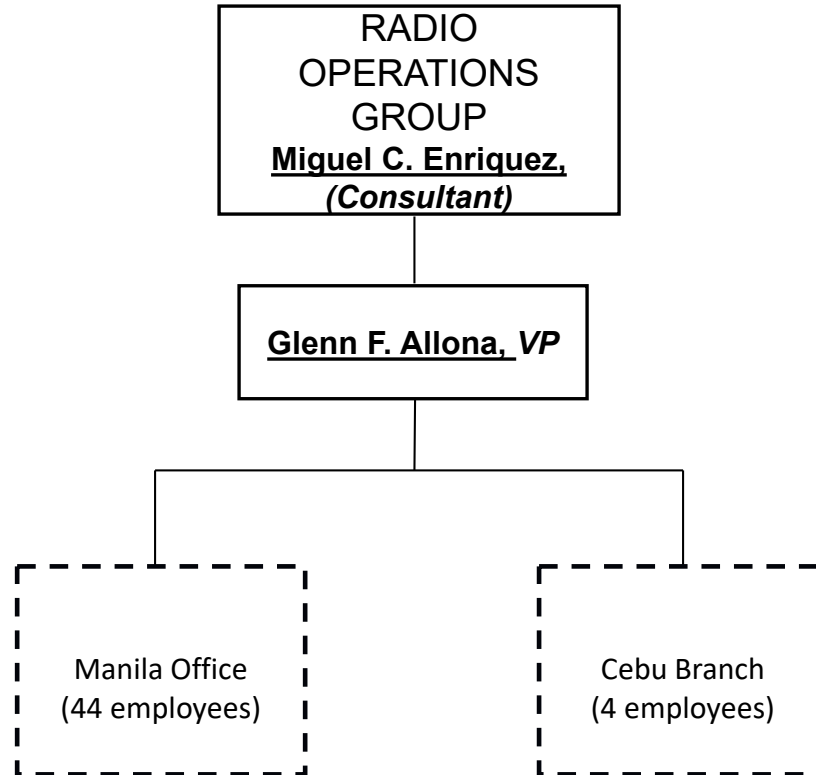 RADIO
OPERATIONS
GROUP
Miguel C. Enriquez,
(Consultant)
Glenn F. Allona, VP
Manila Office
(44 employees)
Cebu Branch
(4 employees)